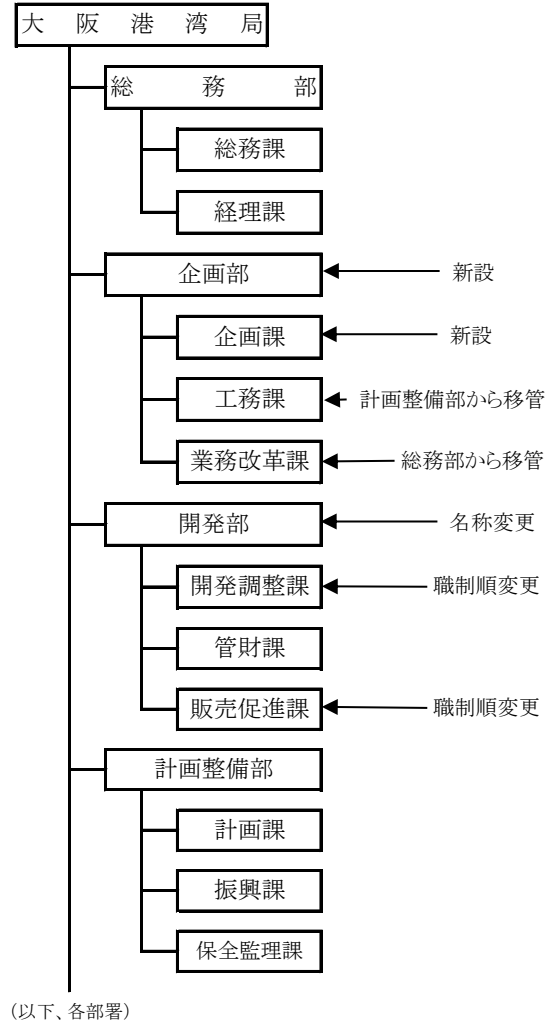 大阪港湾局
総務部
総務課
経理課
企画部 新設
企画課 新設
工務課 計画整備部から移管
業務改革課 総務部から移管
開発部 名称変更
開発調整課 職制順変更
管財課
販売促進課 職制順変更
計画整備部
計画課
振興課
保全監理課
(以下、各部署)